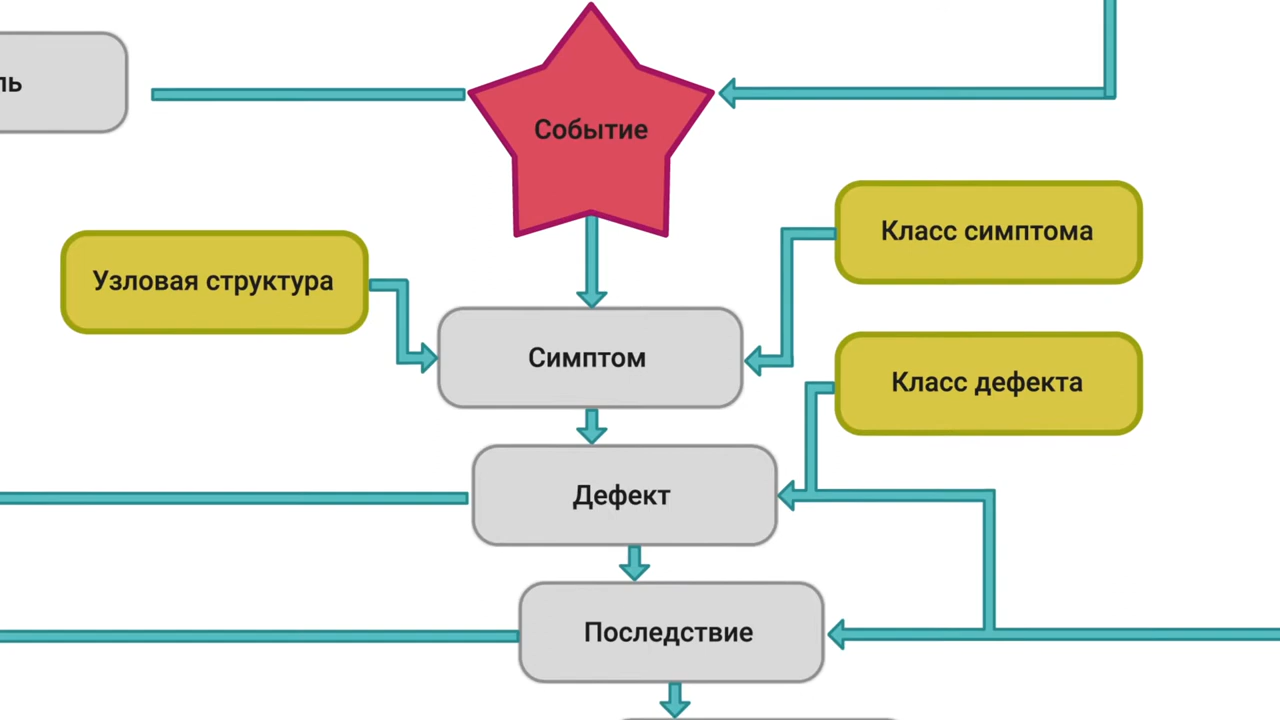 Событие
Класс симптома
Узловая структура
Симптом
Класс дефекта
Дефект
Последствие